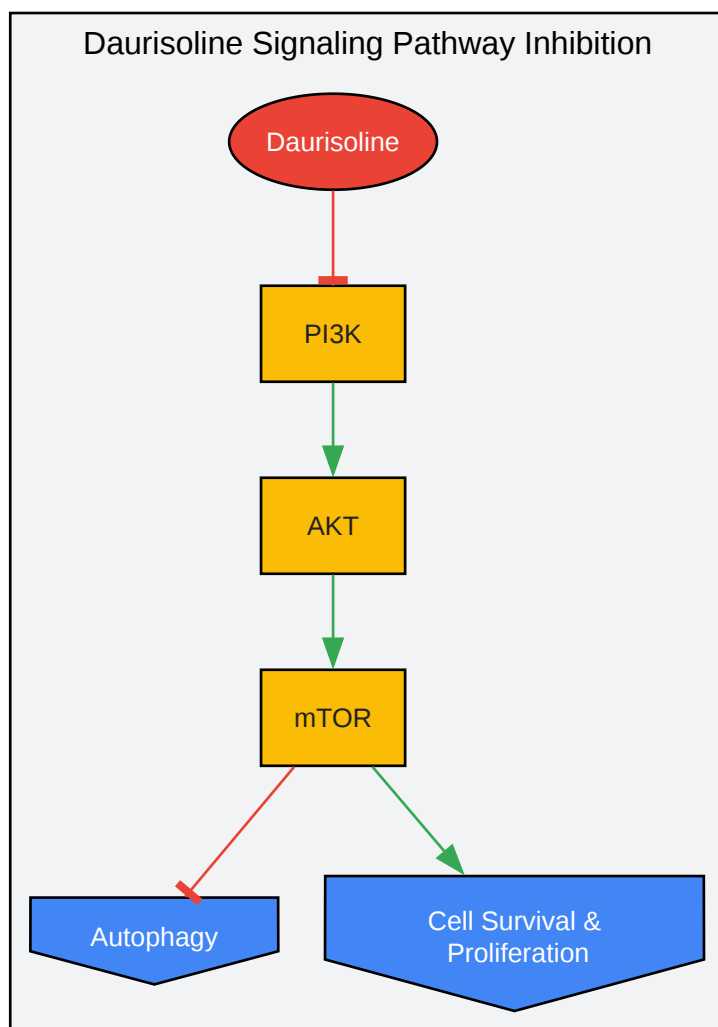 Daurisoline Signaling Pathway Inhibition
Daurisoline
PI3K
AKT
mTOR
Autophagy
Cell Survival &
Proliferation